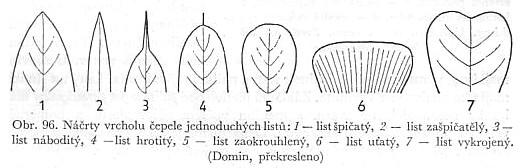 1 2 3 4 5 6 7
Obr. 96. Náčrty vrcholu čepele jednoduchých listů: 1 — list špičatý, 2 — list zašpičatělý, 3 —
list náboditý, 4 —list hrotitý, 5 — list zaokrouhlený, 6 — list uťatý, 7 — list vykrojený.
(Domin, překresleno)